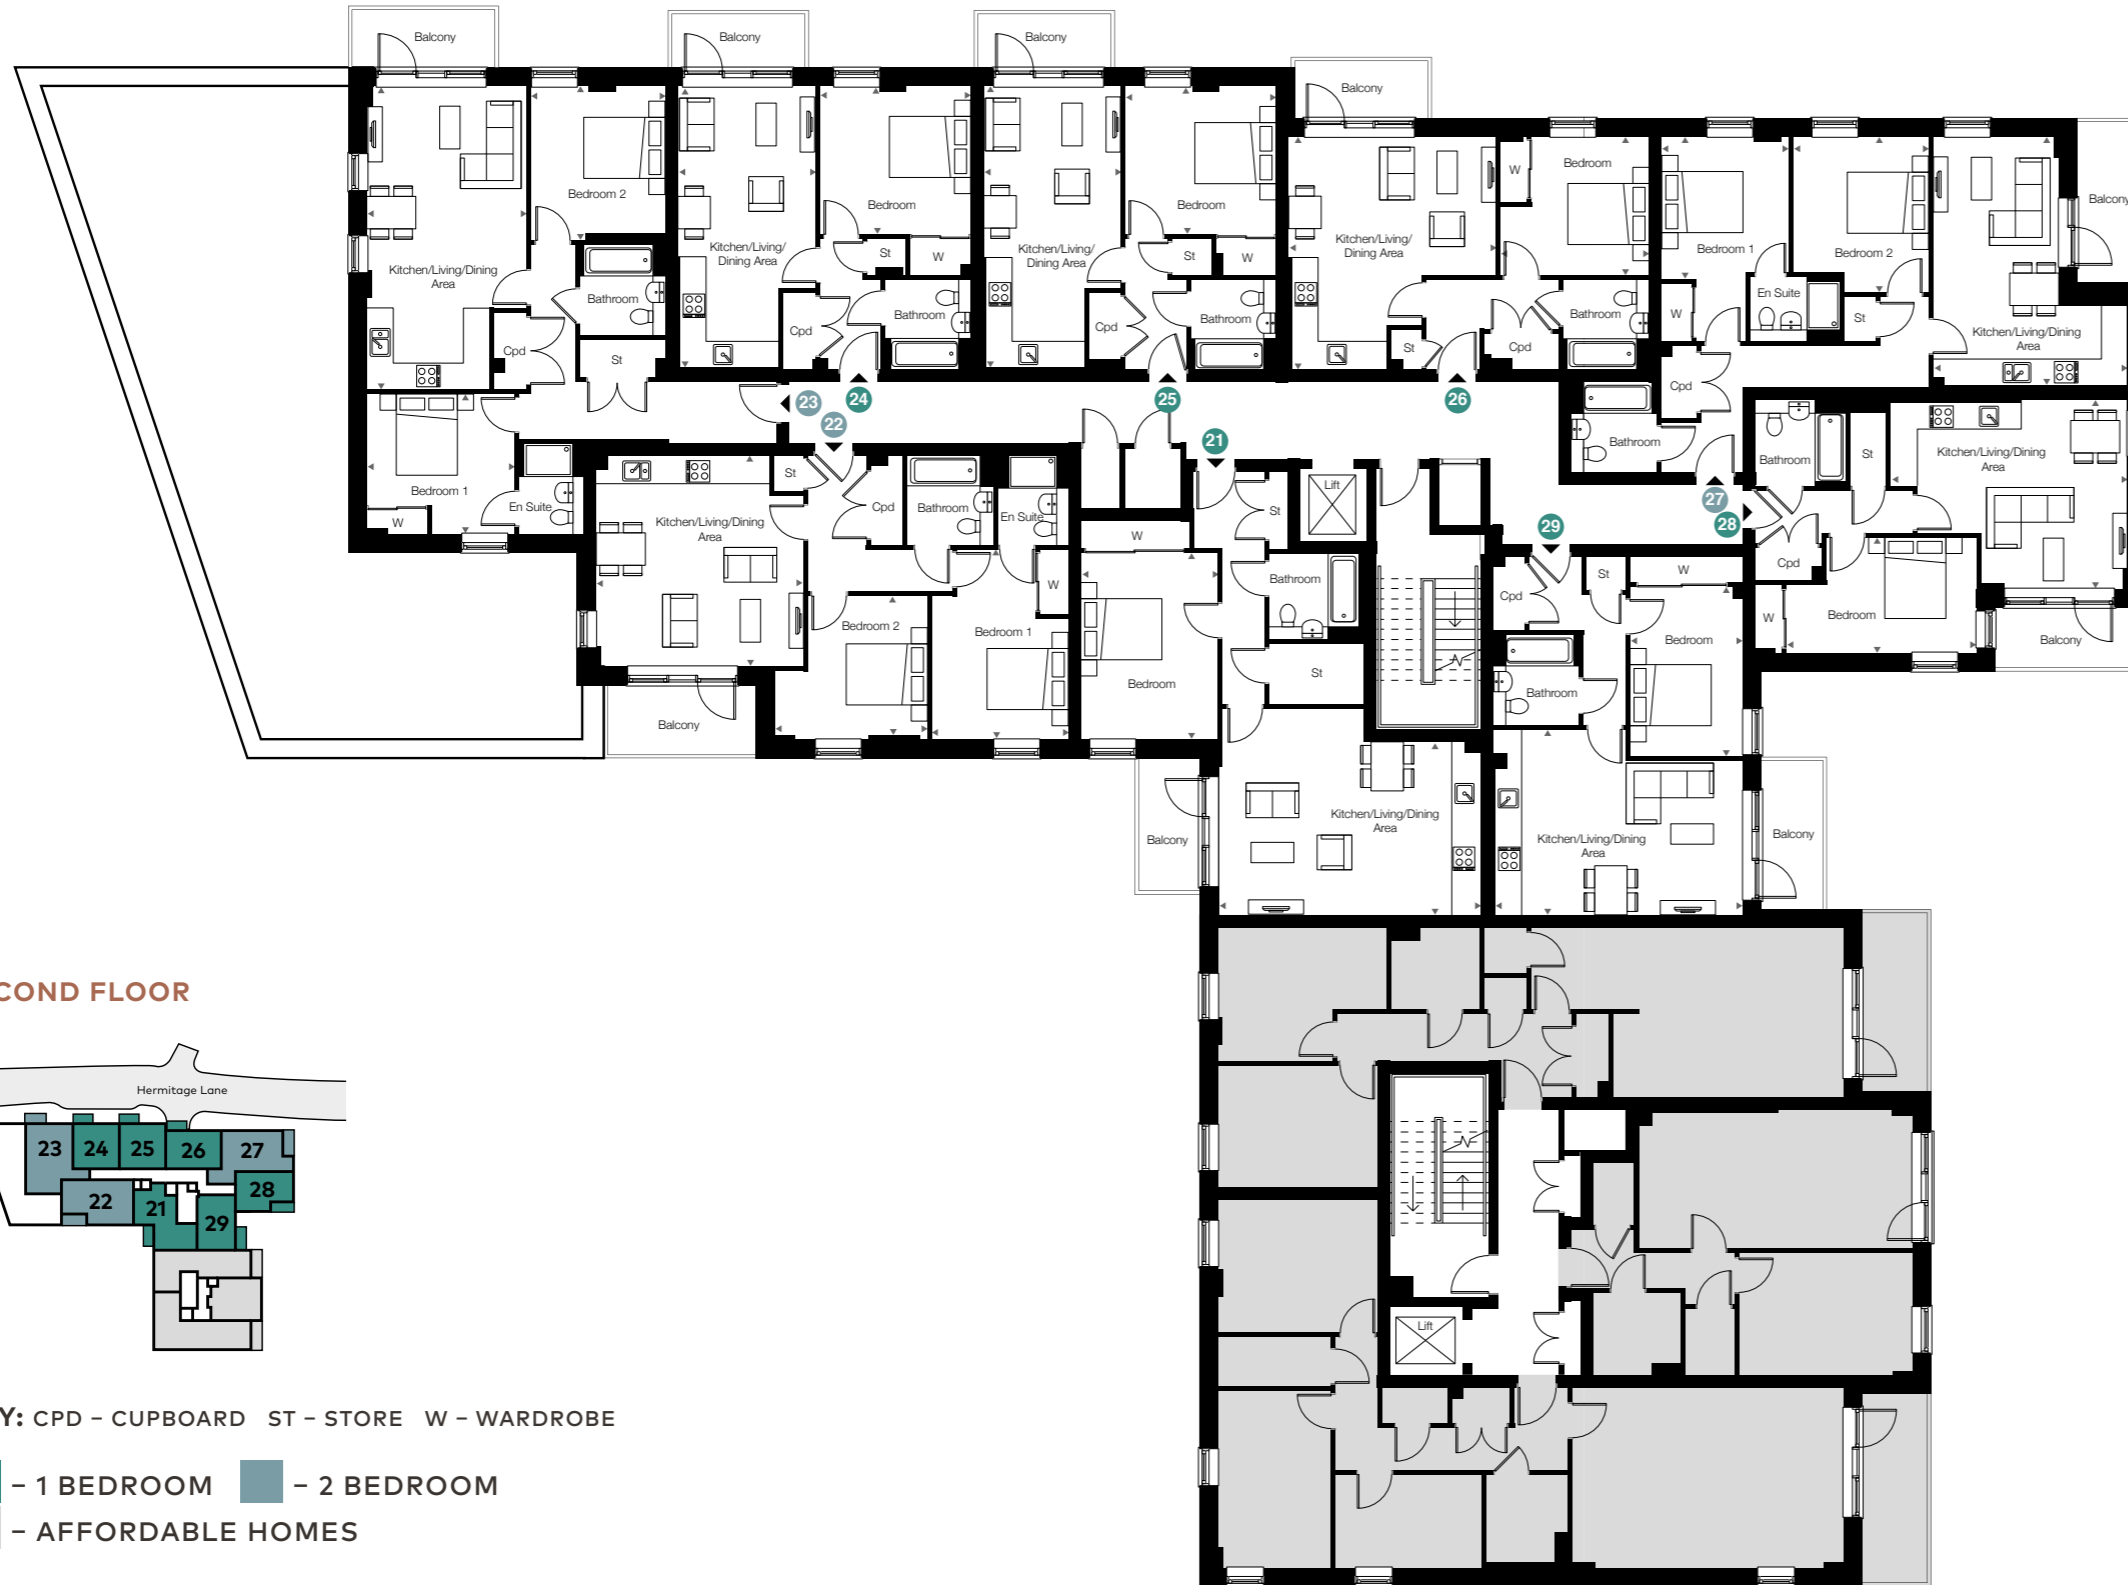 Balcony
Balcony
Balcony
Balcony
Balcony
Bedroom 2
Kitchen/Living/Dining
Area
Bathroom
Cpd
St
Bedroom 1
W
En Suite
Kitchen/Living/
Dining Area
Bedroom
St
W
Cpd
Bathroom
Kitchen/Living/
Dining Area
Bedroom
St
W
Cpd
Bathroom
Kitchen/Living/
Dining Area
W
Bedroom
St
Cpd
Bathroom
Bedroom 1
W
En Suite
Bedroom 2
St
Kitchen/Living/Dining
Area
Cpd
Bathroom
23
24
22
25
21
26
27
28
29
Kitchen/Living/Dining
Area
St
Cpd
Bathroom
En Suite
W
Bedroom 2
Bedroom 1
Balcony
W
St
Lift
Bathroom
Bedroom
St
Kitchen/Living/Dining
Area
Balcony
Cpd
St
W
Bedroom
Bathroom
Kitchen/Living/Dining
Area
Balcony
Bathroom
St
Kitchen/Living/Dining
Area
Cpd
W
Bedroom
Balcony
Lift
COND FLOOR
Hermitage Lane
23
24
25
26
27
28
22
21
29
Y: CPD – CUPBOARD ST – STORE W – WARDROBE
– 1 BEDROOM – 2 BEDROOM
– AFFORDABLE HOMES